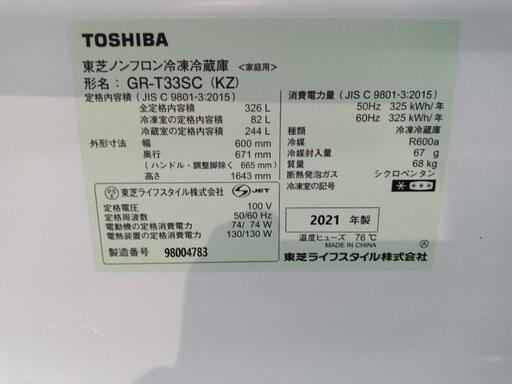 TOSHIBA
東芝ノンフロン冷凍冷蔵庫 <家庭用>
形名: GR-T33SC (KZ)
定格内容積 (JIS C 9801-3:2015)
全定格内容積 326 L
冷凍室の定格内容積 82 L
冷蔵室の定格内容積 244 L
外形寸法 幅 600 mm
奥行 671 mm
(ハンドル・調整脚除く 665 mm)
高さ 1643 mm
消費電力量 (JIS C 9801-3:2015)
50Hz 325 kWh/年
60Hz 325 kWh/年
種類 冷凍冷蔵庫
冷媒 R600a
冷媒封入量 67 g
質量 68 kg
断熱発泡ガス シクロペンタン
冷凍室の記号
PS
E
東芝ライフスタイル株式会社 JET
定格電圧 100 V
定格周波数 50/60 Hz
電動機の定格消費電力 74/ 74 W
電熱装置の定格消費電力 130/130 W
製造番号 98004783
2021 年製
温度ヒューズ 76℃
MADE IN CHINA
A
東芝ライフスタイル株式会社